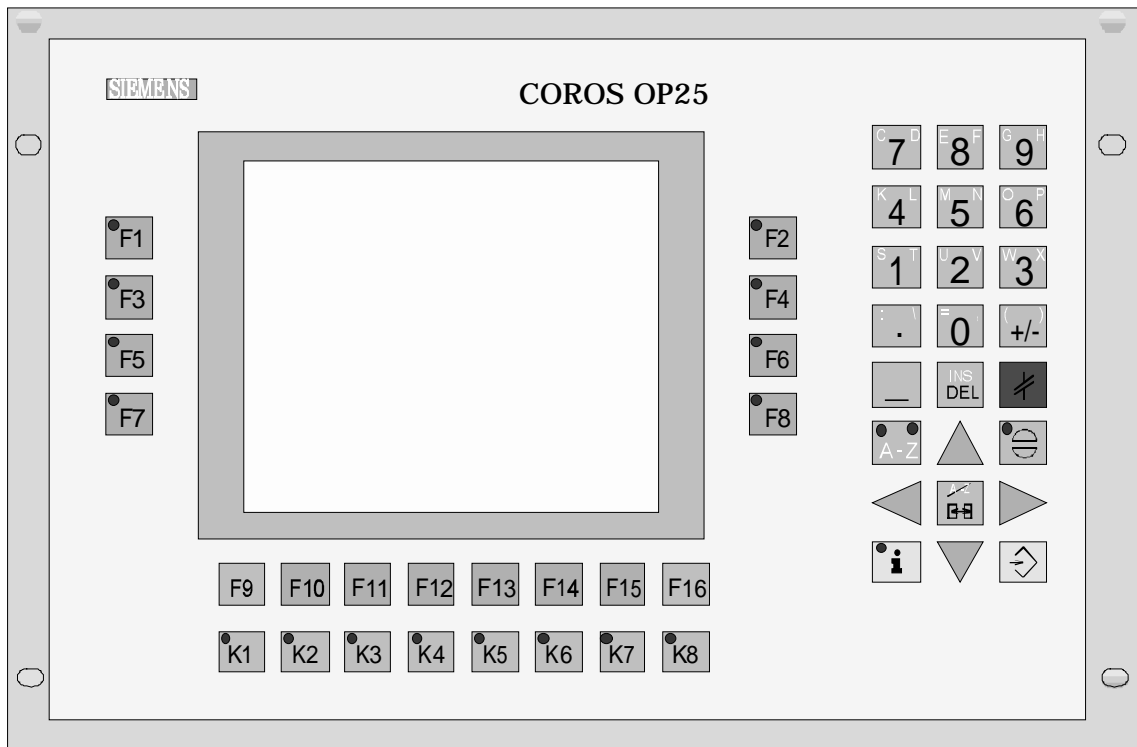 SIEMENS
COROS OP25
C 7 D
E 8 F
G 9 H
K 4 L
M 5 N
O 6 P
S 1 T
U 2 V
W 3 X
: . \
= 0 ,
( +/- )
_
INS
DEL
A-Z
A-Z
i
F1
F2
F3
F4
F5
F6
F7
F8
F9 F10 F11 F12 F13 F14 F15 F16
K1 K2 K3 K4 K5 K6 K7 K8